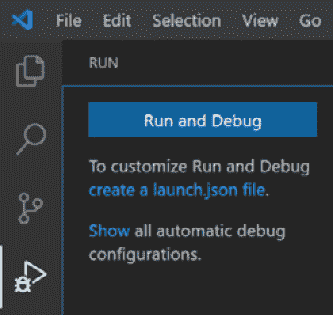 File Edit Selection View Go
RUN
Run and Debug
To customize Run and Debug
create a launch.json file.
Show all automatic debug
configurations.